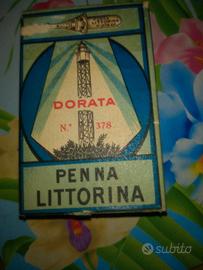 DORATA
N.º 378
PENNA
LITTORINA
subito